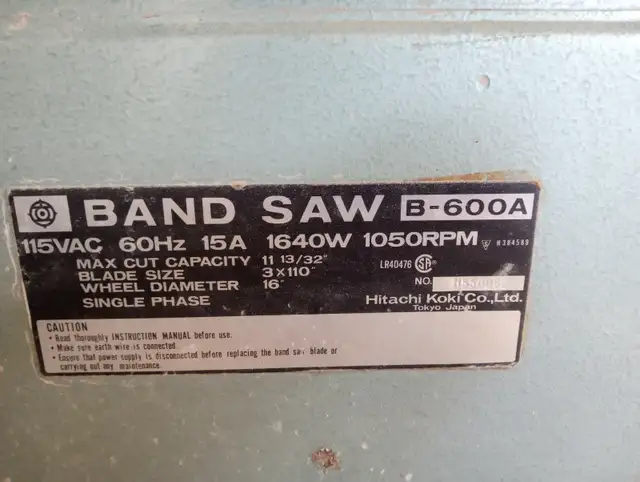 BAND SAW B-600A
115VAC 60Hz 15A 1640W 1050RPM
MAX CUT CAPACITY 11 13/32"
BLADE SIZE 3×110"
WHEEL DIAMETER 16"
SINGLE PHASE
LR40476
NO.
Hitachi Koki Co., Ltd.
Tokyo Japan
CAUTION
• Read thoroughly INSTRUCTION MANUAL before use.
• Make sure earth wire is connected.
• Ensure that power supply is disconnected before replacing the band saw blade or
carrying out any maintenance.